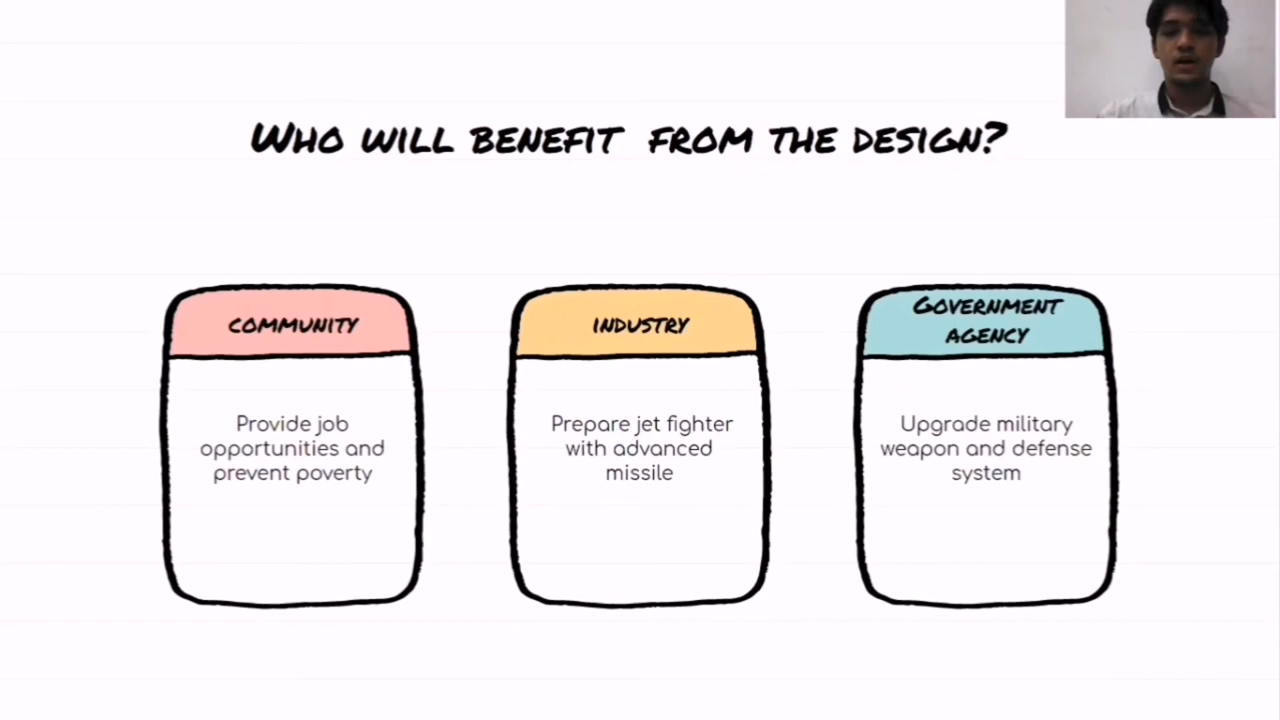 WHO WILL BENEFIT FROM THE DESIGN?
COMMUNITY
Provide job
opportunities and
prevent poverty
INDUSTRY
Prepare jet fighter
with advanced
missile
GOVERNMENT
AGENCY
Upgrade military
weapon and defense
system